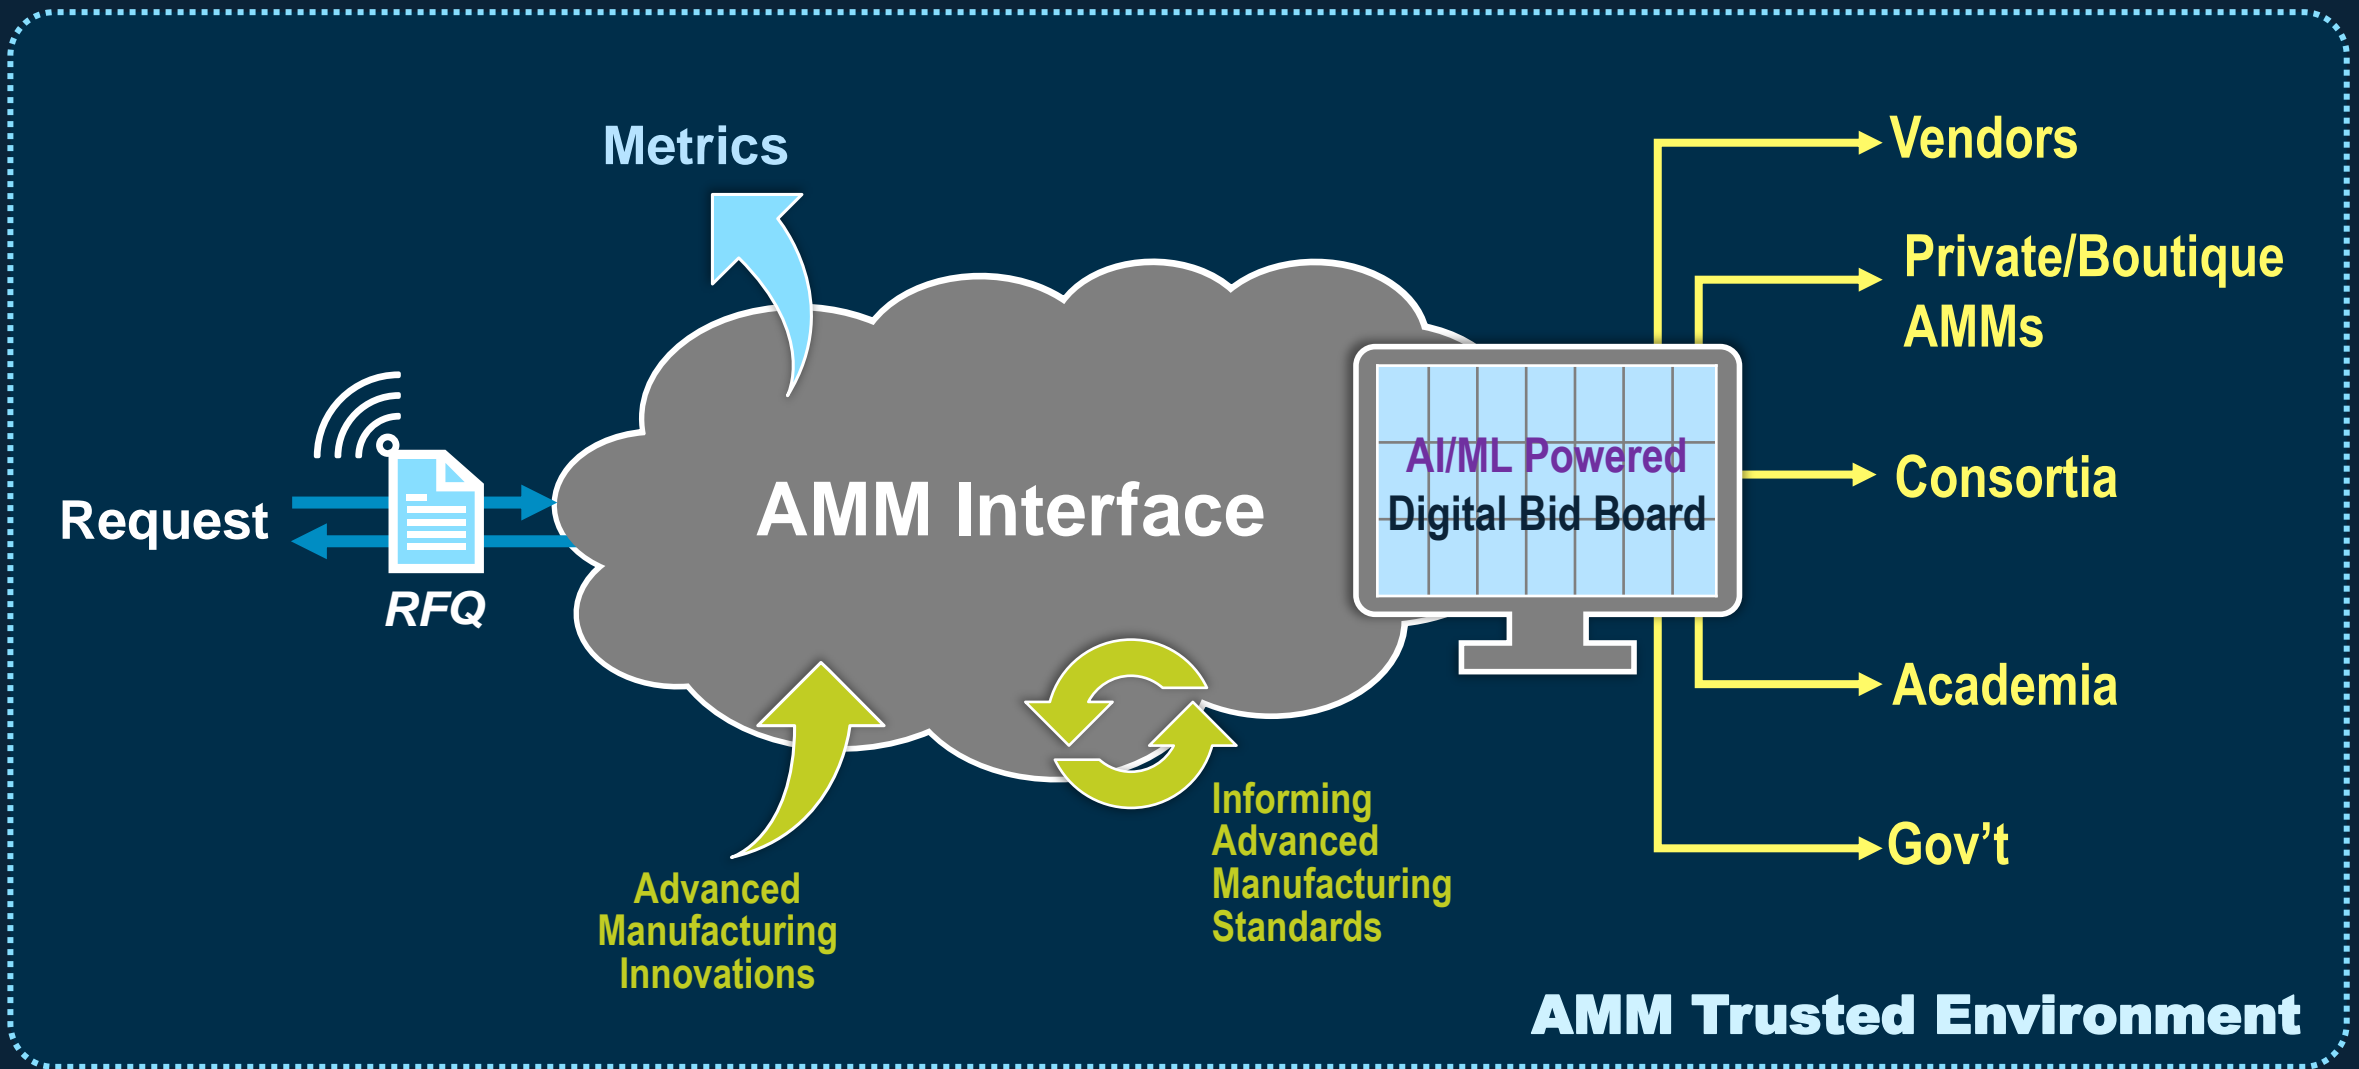 Metrics
Request
RFQ
AMM Interface
AI/ML Powered
Digital Bid Board
Vendors
Private/Boutique
AMMs
Consortia
Academia
Gov’t
Advanced
Manufacturing
Innovations
Informing
Advanced
Manufacturing
Standards
AMM Trusted Environment